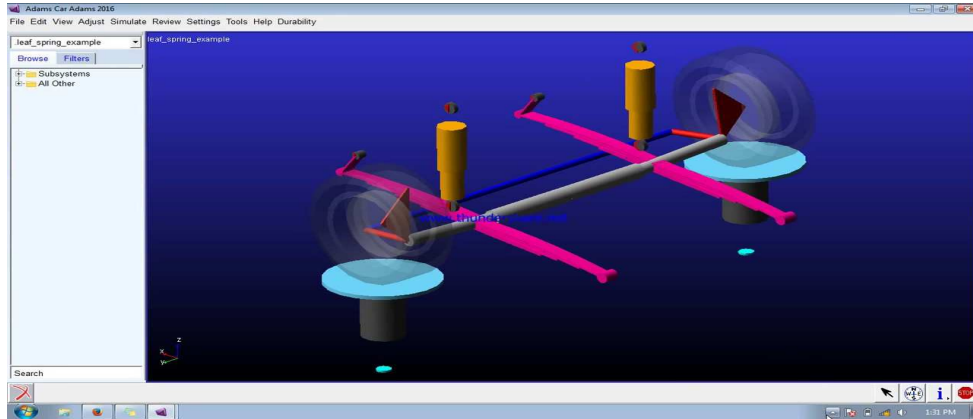 Adams Car Adams 2016
File Edit View Adjust Simulate Review Settings Tools Help Durability
.leaf_spring_example
leaf_spring_example
Browse Filters
Subsystems
All Other
z
x
y
Search
i
STOP
1:31 PM